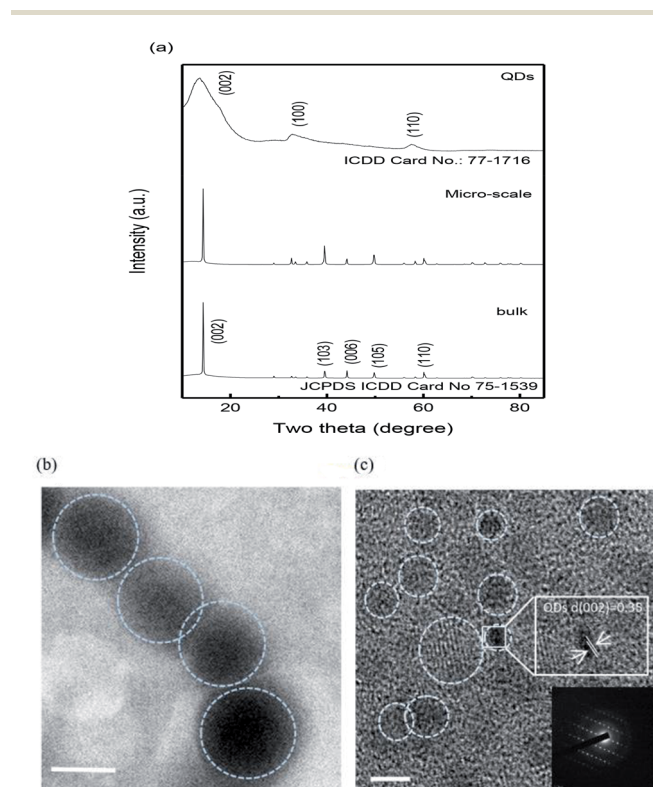 (a)
QDs
(002)
(100)
(110)
ICDD Card No.: 77-1716
Micro-scale
Intensity (a.u.)
bulk
(002)
(103)
(006)
(105)
(110)
JCPDS ICDD Card No 75-1539
20
40
60
80
Two theta (degree)
(b)
(c)
QDs d(002)=0.38